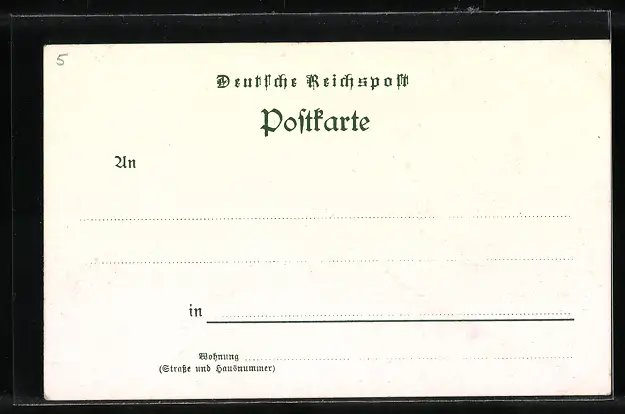 5
Deutsche Reichspost
Postkarte
An
in
Wohnung
(Straße und Hausnummer)